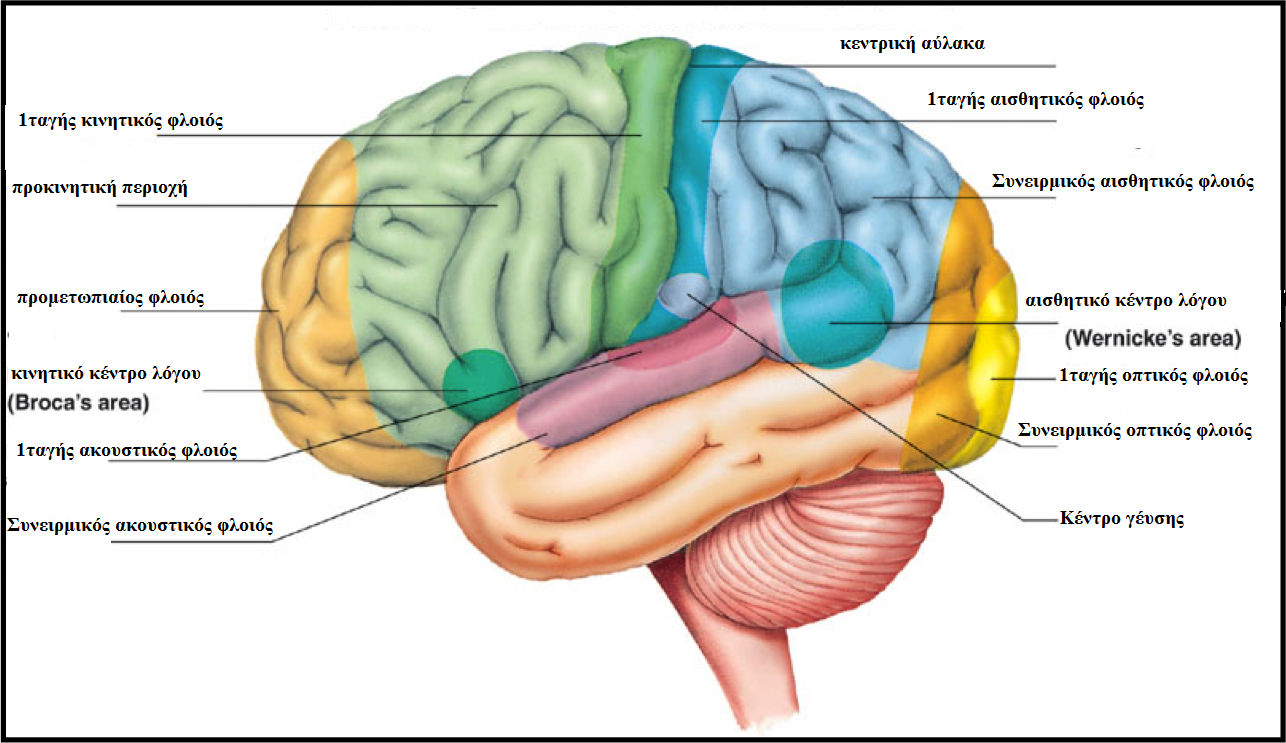 κεντρική αύλακα
1ταγής αισθητικός φλοιός
1ταγής κινητικός φλοιός
Συνειρμικός αισθητικός φλοιός
προκινητική περιοχή
προμετωπιαίος φλοιός
αισθητικό κέντρο λόγου
(Wernicke's area)
κινητικό κέντρο λόγου
(Broca's area)
1ταγής οπτικός φλοιός
1ταγής ακουστικός φλοιός
Συνειρμικός οπτικός φλοιός
Συνειρμικός ακουστικός φλοιός
Κέντρο γέυσης